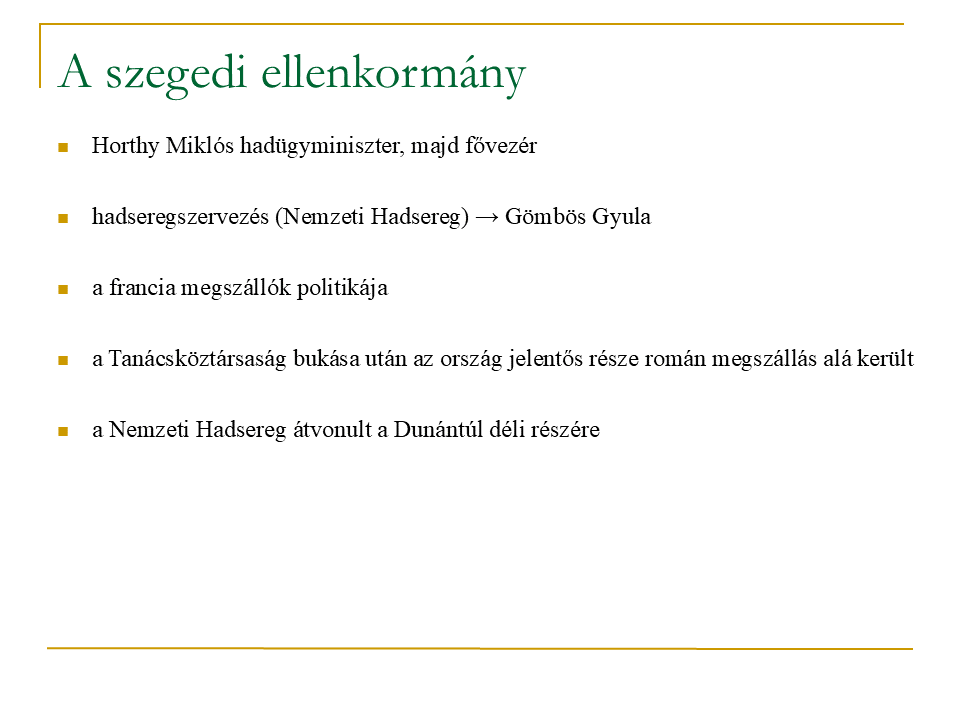 A szegedi ellenkormány
Horthy Miklós hadügyminiszter, majd fővezér
hadseregszervezés (Nemzeti Hadsereg) → Gömbös Gyula
a francia megszállók politikája
a Tanácsköztársaság bukása után az ország jelentős része román megszállás alá került
a Nemzeti Hadsereg átvonult a Dunántúl déli részére